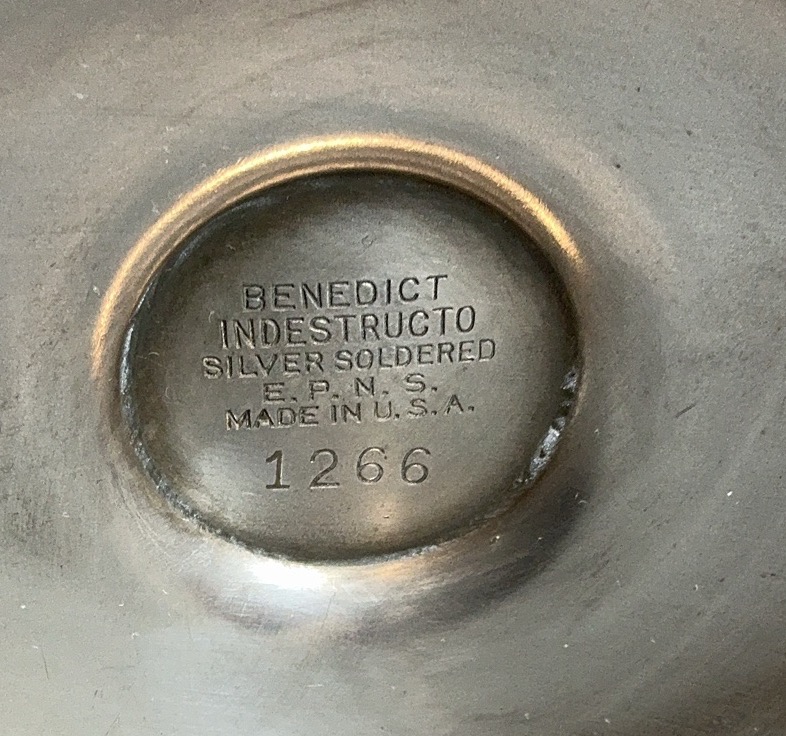 BENEDICT
INDESTRUCTO
SILVER SOLDERED
E. P. N. S.
MADE IN U. S. A.
1266